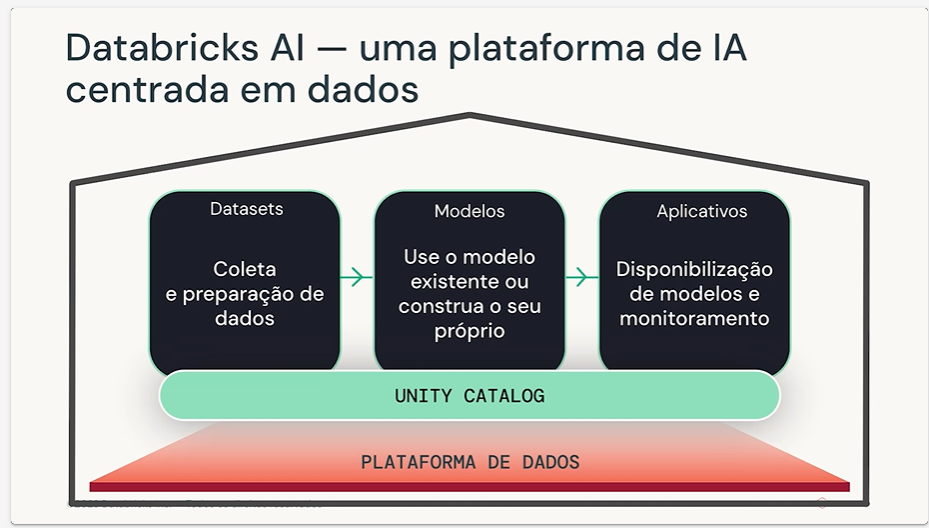 Databricks AI — uma plataforma de IA
centrada em dados
Datasets
Coleta
e preparação de
dados
Modelos
Use o modelo
existente ou
construa o seu
próprio
Aplicativos
Disponibilização
de modelos e
monitoramento
UNITY CATALOG
PLATAFORMA DE DADOS